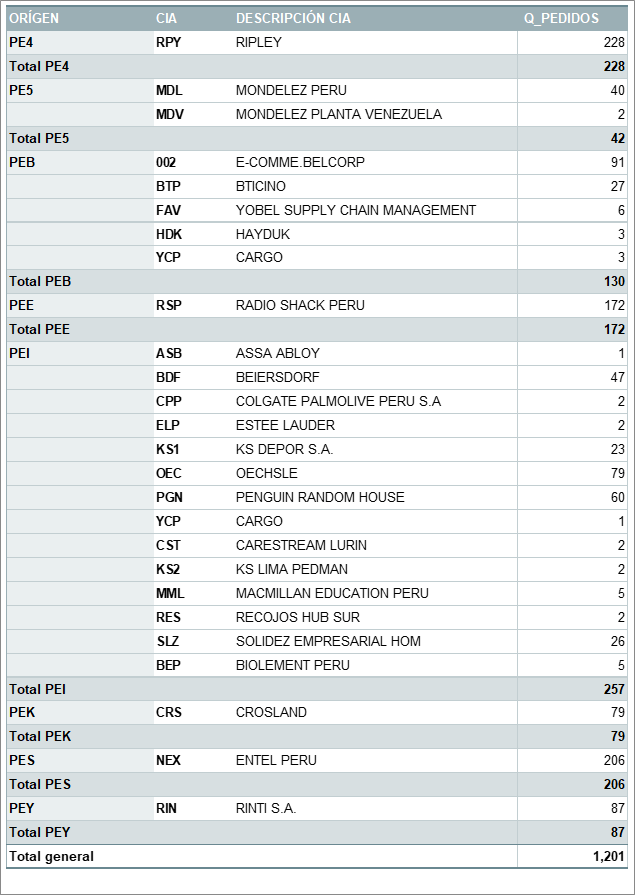 ORÍGEN CIA DESCRIPCIÓN CIA Q_PEDIDOS
PE4 RPY RIPLEY 228
Total PE4 228
PE5 MDL MONDELEZ PERU 40
MDV MONDELEZ PLANTA VENEZUELA 2
Total PE5 42
PEB 002 E-COMME.BELCORP 91
BTP BTICINO 27
FAV YOBEL SUPPLY CHAIN MANAGEMENT 6
HDK HAYDUK 3
YCP CARGO 3
Total PEB 130
PEE RSP RADIO SHACK PERU 172
Total PEE 172
PEI ASB ASSA ABLOY 1
BDF BEIERSDORF 47
CPP COLGATE PALMOLIVE PERU S.A 2
ELP ESTEE LAUDER 2
KS1 KS DEPOR S.A. 23
OEC OECHSLE 79
PGN PENGUIN RANDOM HOUSE 60
YCP CARGO 1
CST CARESTREAM LURIN 2
KS2 KS LIMA PEDMAN 2
MML MACMILLAN EDUCATION PERU 5
RES RECOJOS HUB SUR 2
SLZ SOLIDEZ EMPRESARIAL HOM 26
BEP BIOLEMENT PERU 5
Total PEI 257
PEK CRS CROSLAND 79
Total PEK 79
PES NEX ENTEL PERU 206
Total PES 206
PEY RIN RINTI S.A. 87
Total PEY 87
Total general 1,201